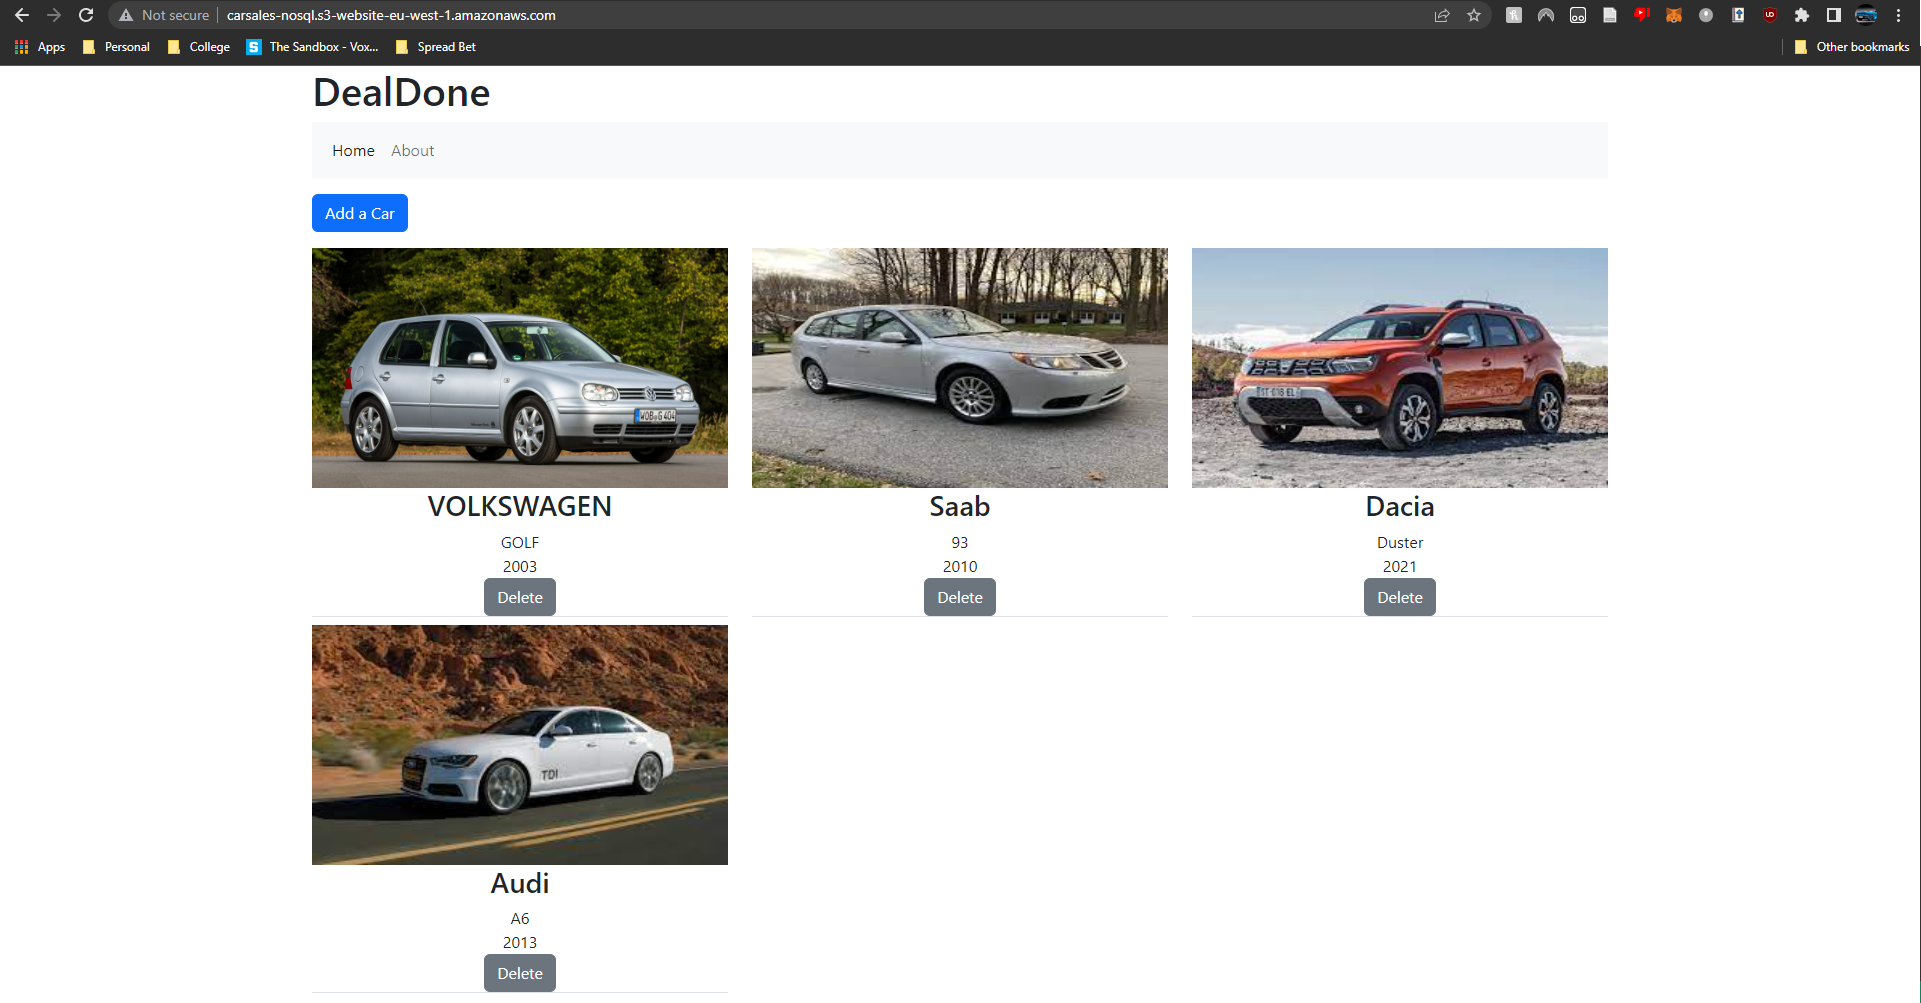 Not secure carsales-nosql.s3-website-eu-west-1.amazonaws.com
Apps Personal College The Sandbox - Vox... Spread Bet Other bookmarks
DealDone
Home About
Add a Car
WOB G 404
VOLKSWAGEN
GOLF
2003
Delete
Saab
93
2010
Delete
Dacia
Duster
2021
Delete
TDI
Audi
A6
2013
Delete